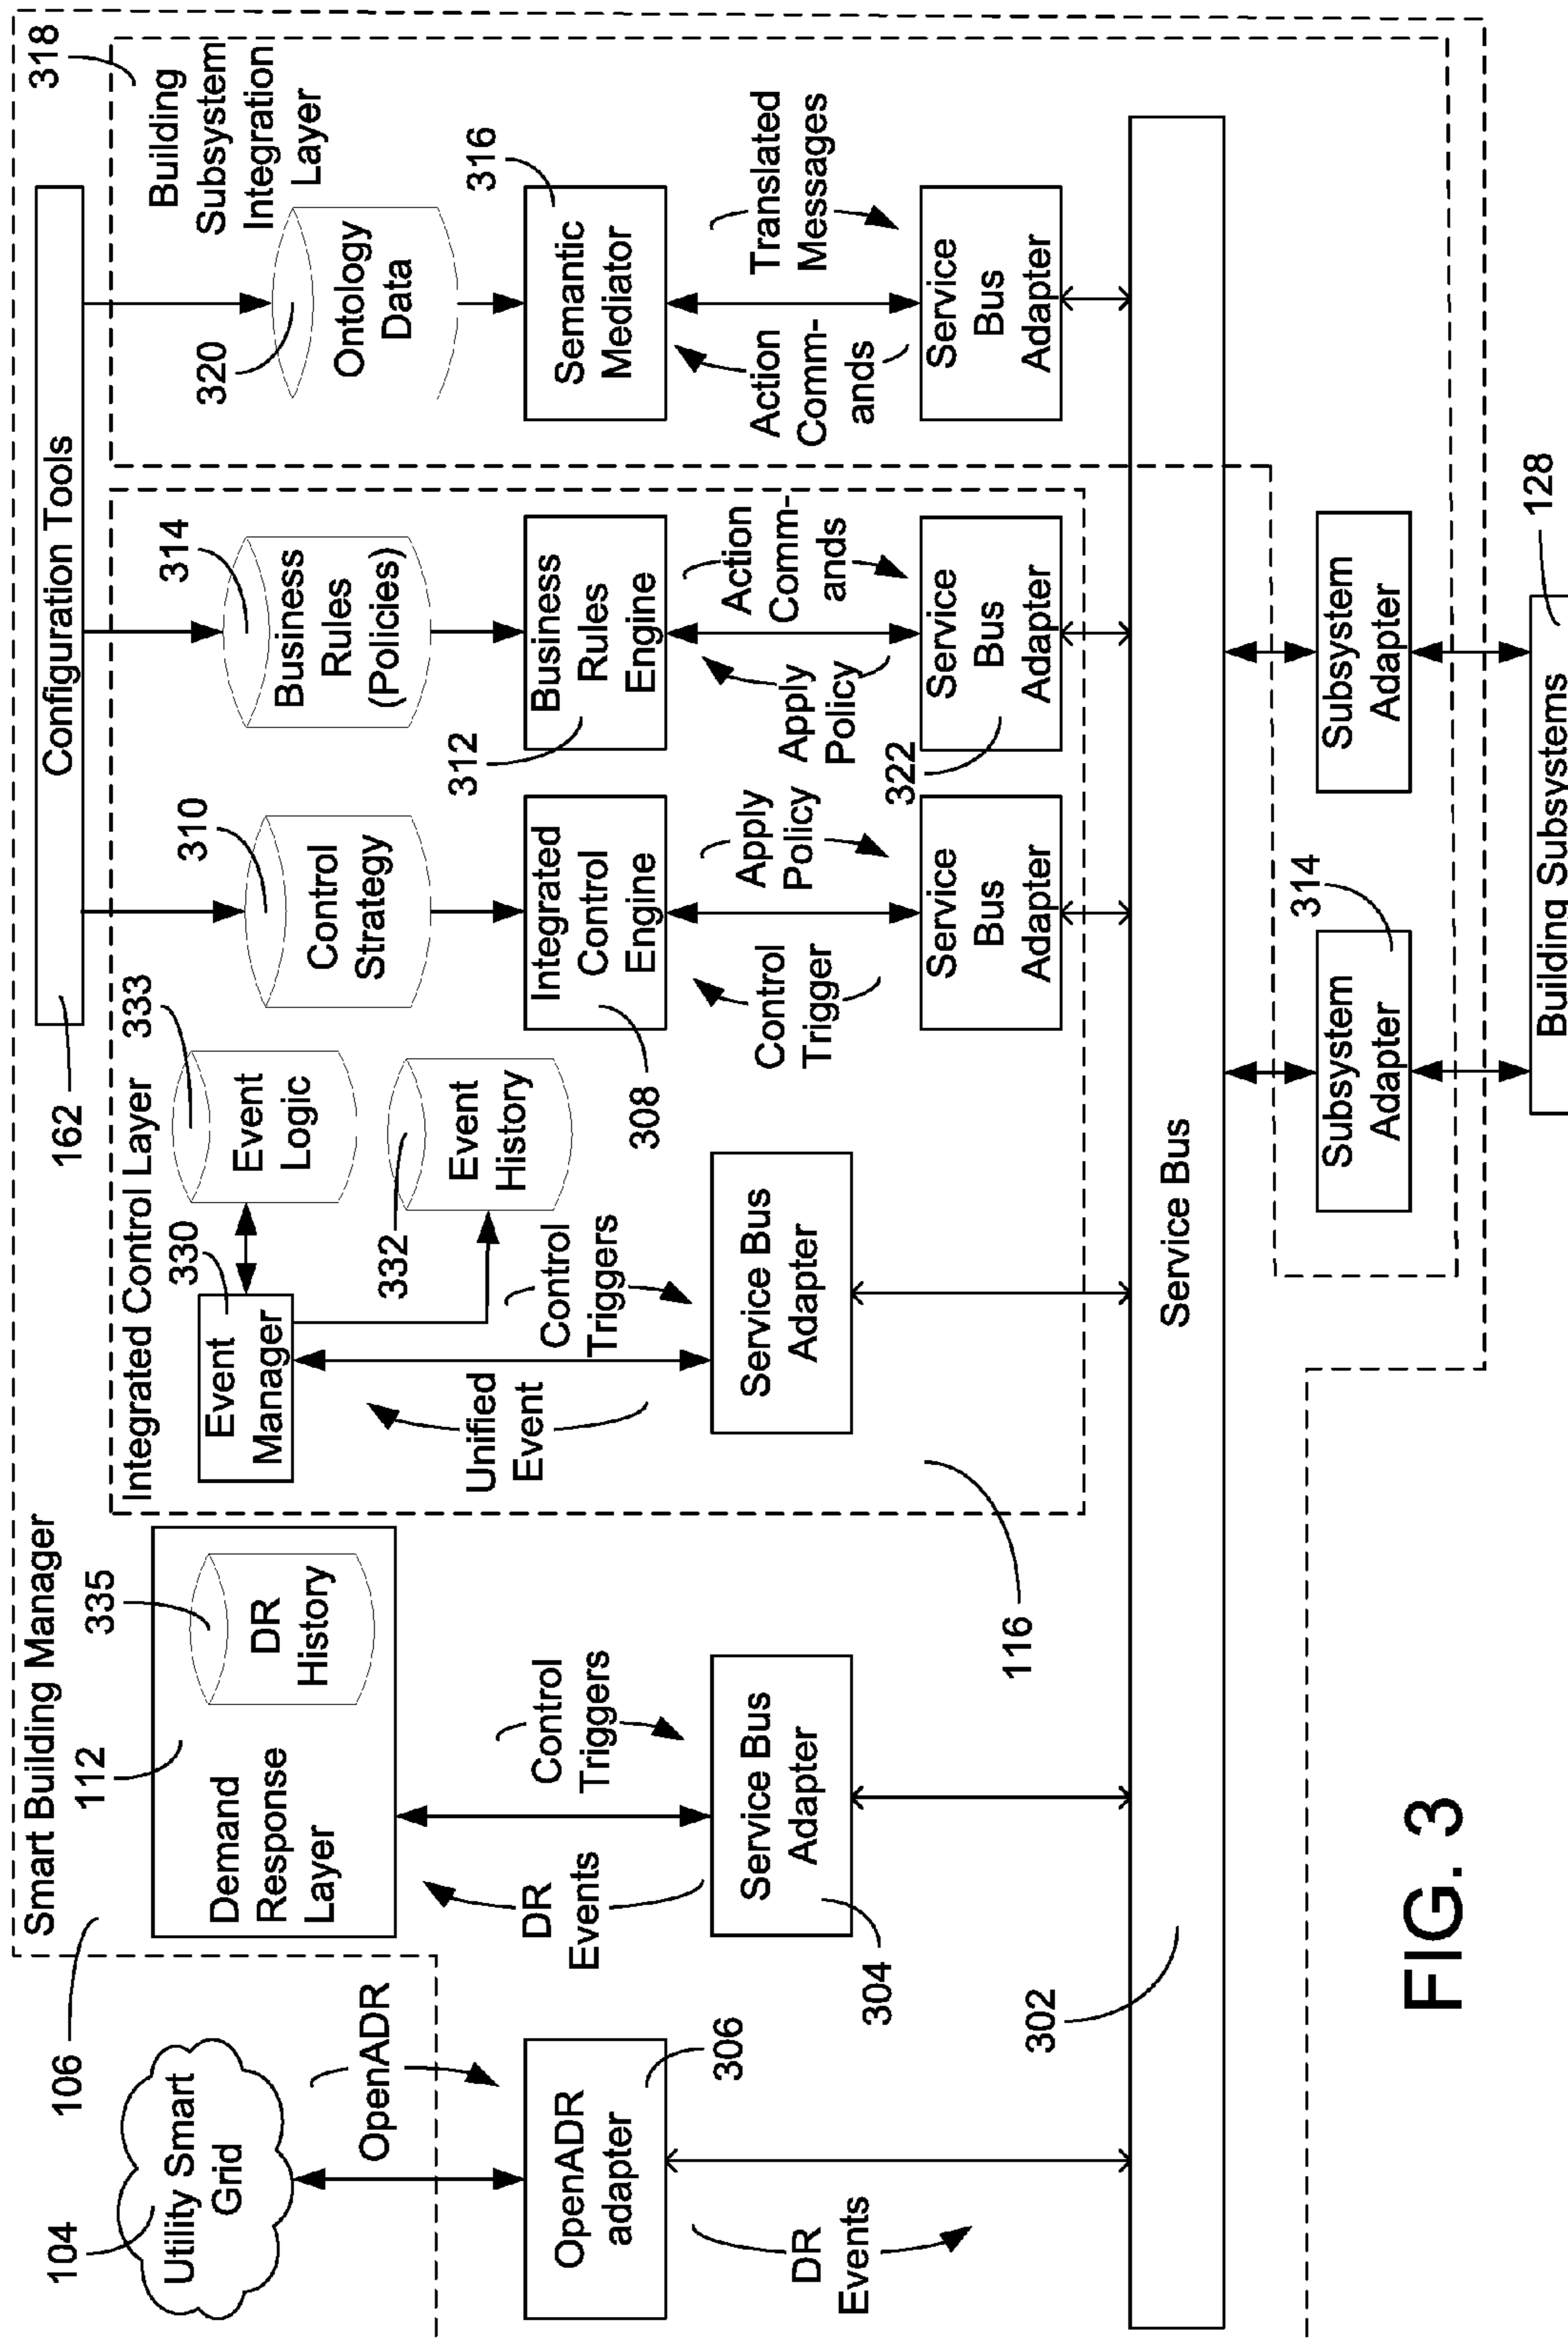 Smart Building Manager
106
104
Utility Smart
Grid
OpenADR
OpenADR
adapter
306
DR
Events
112
335
Demand
Response
Layer
DR
History
DR
Events
Control
Triggers
Service Bus
Adapter
304
162
Configuration Tools
Integrated Control Layer
333
330
Event
Manager
Event
Logic
332
Event
History
Unified
Event
Control
Triggers
Service Bus
Adapter
116
310
Control
Strategy
Integrated
Control
Engine
308
Control
Trigger
Apply
Policy
Service
Bus
Adapter
314
Business
Rules
(Policies)
Business
Rules
Engine
312
Apply
Policy
Action
Comm-
ands
Service
Bus
Adapter
322
318
Building
Subsystem
Integration
Layer
320
Ontology
Data
Semantic
Mediator
316
Action
Comm-
ands
Translated
Messages
Service
Bus
Adapter
302
Service Bus
Subsystem
Adapter
314
Subsystem
Adapter
Building Subsystems
128
FIG. 3